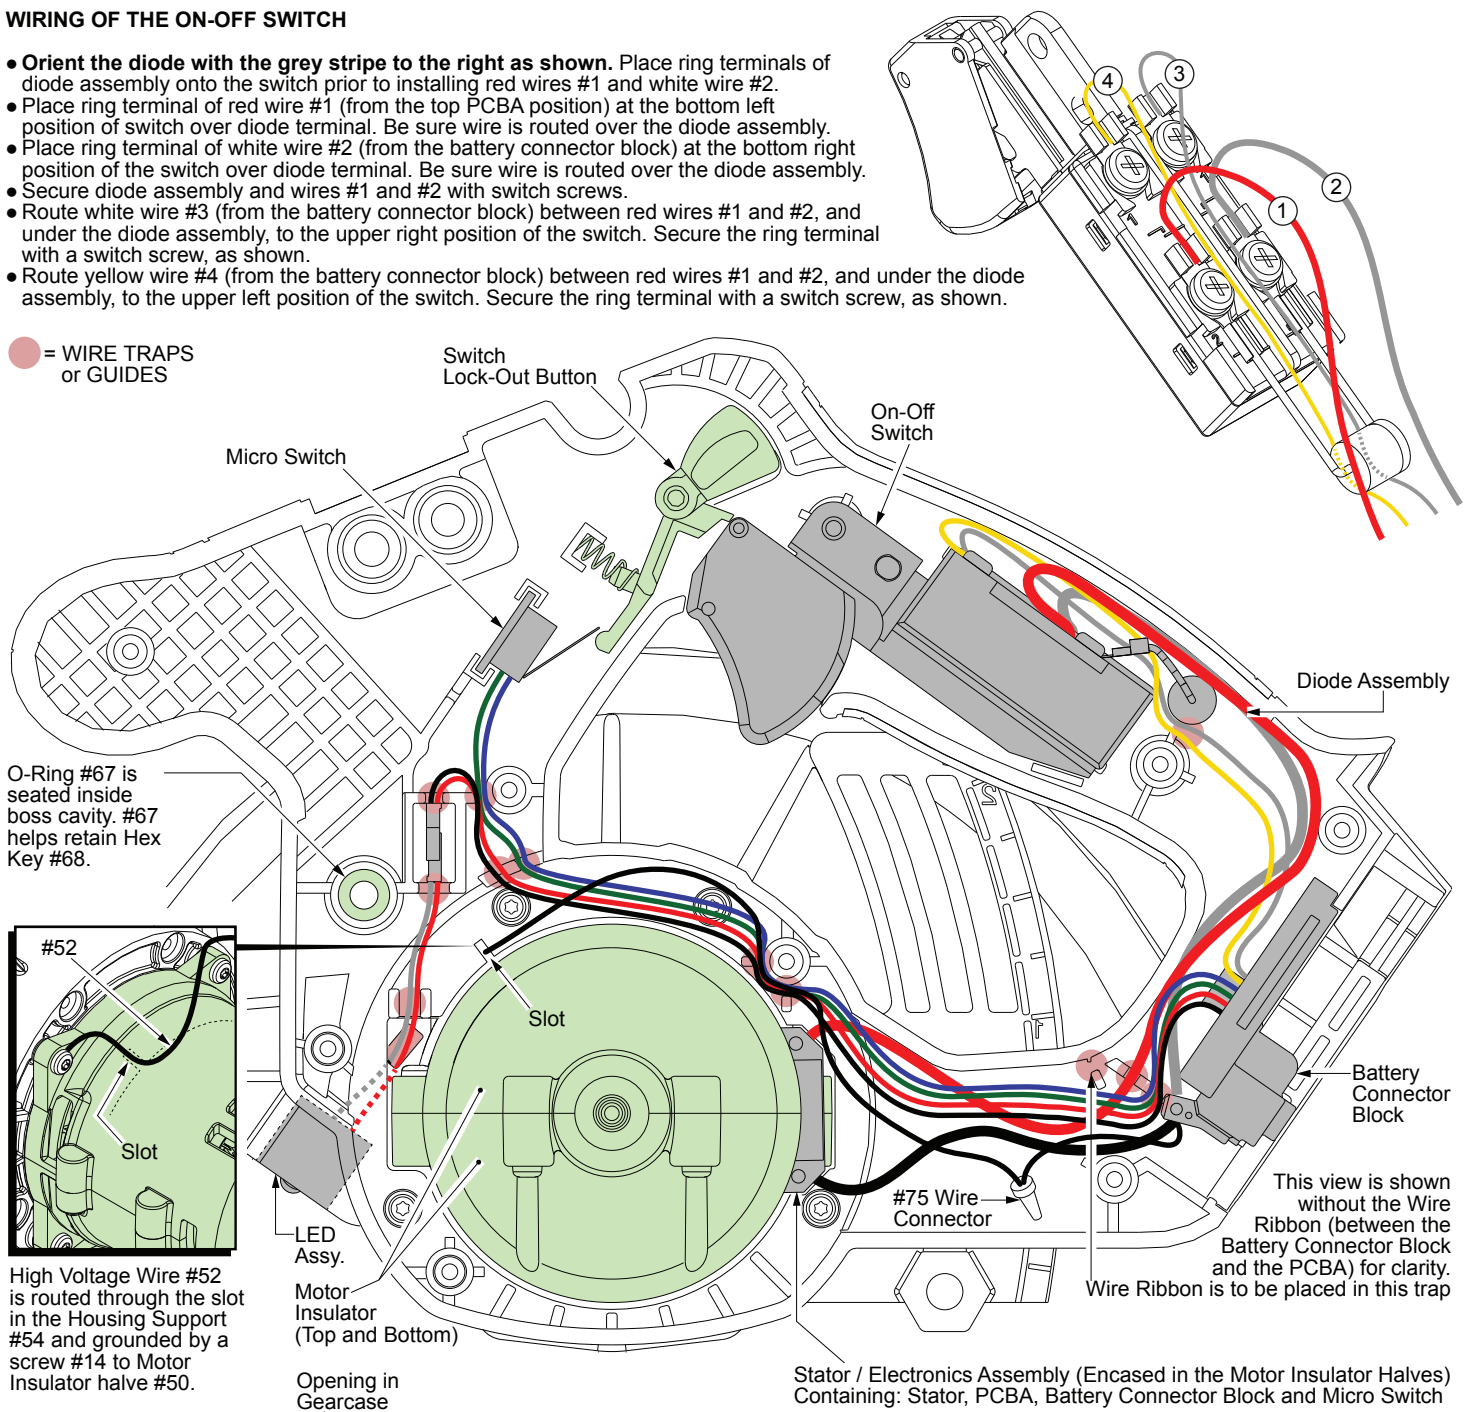 WIRING OF THE ON-OFF SWITCH
• Orient the diode with the grey stripe to the right as shown. Place ring terminals of
diode assembly onto the switch prior to installing red wires #1 and white wire #2.
• Place ring terminal of red wire #1 (from the top PCBA position) at the bottom left
position of switch over diode terminal. Be sure wire is routed over the diode assembly.
• Place ring terminal of white wire #2 (from the battery connector block) at the bottom right
position of the switch over diode terminal. Be sure wire is routed over the diode assembly.
• Secure diode assembly and wires #1 and #2 with switch screws.
• Route white wire #3 (from the battery connector block) between red wires #1 and #2, and
under the diode assembly, to the upper right position of the switch. Secure the ring terminal
with a switch screw, as shown.
• Route yellow wire #4 (from the battery connector block) between red wires #1 and #2, and under the diode
assembly, to the upper left position of the switch. Secure the ring terminal with a switch screw, as shown.
4
3
2
1
1
2
= WIRE TRAPS
or GUIDES
Switch
Lock-Out Button
On-Off
Switch
Micro Switch
Diode Assembly
O-Ring #67 is
seated inside
boss cavity. #67
helps retain Hex
Key #68.
2
1
#52
Slot
Slot
Battery
Connector
Block
#75 Wire
Connector
This view is shown
without the Wire
Ribbon (between the
Battery Connector Block
and the PCBA) for clarity.
Wire Ribbon is to be placed in this trap
LED
Assy.
Motor
Insulator
(Top and Bottom)
High Voltage Wire #52
is routed through the slot
in the Housing Support
#54 and grounded by a
screw #14 to Motor
Insulator halve #50.
Opening in
Gearcase
Stator / Electronics Assembly (Encased in the Motor Insulator Halves)
Containing: Stator, PCBA, Battery Connector Block and Micro Switch